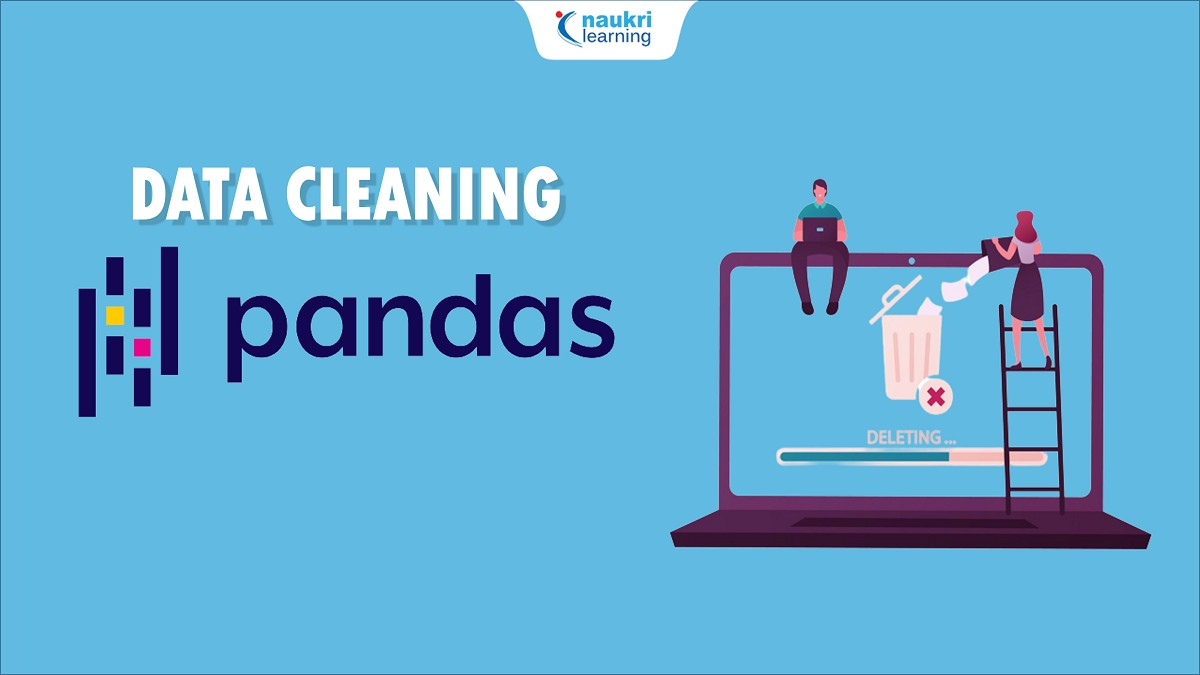 naukri
learning
DATA CLEANING
pandas
DELETING ...